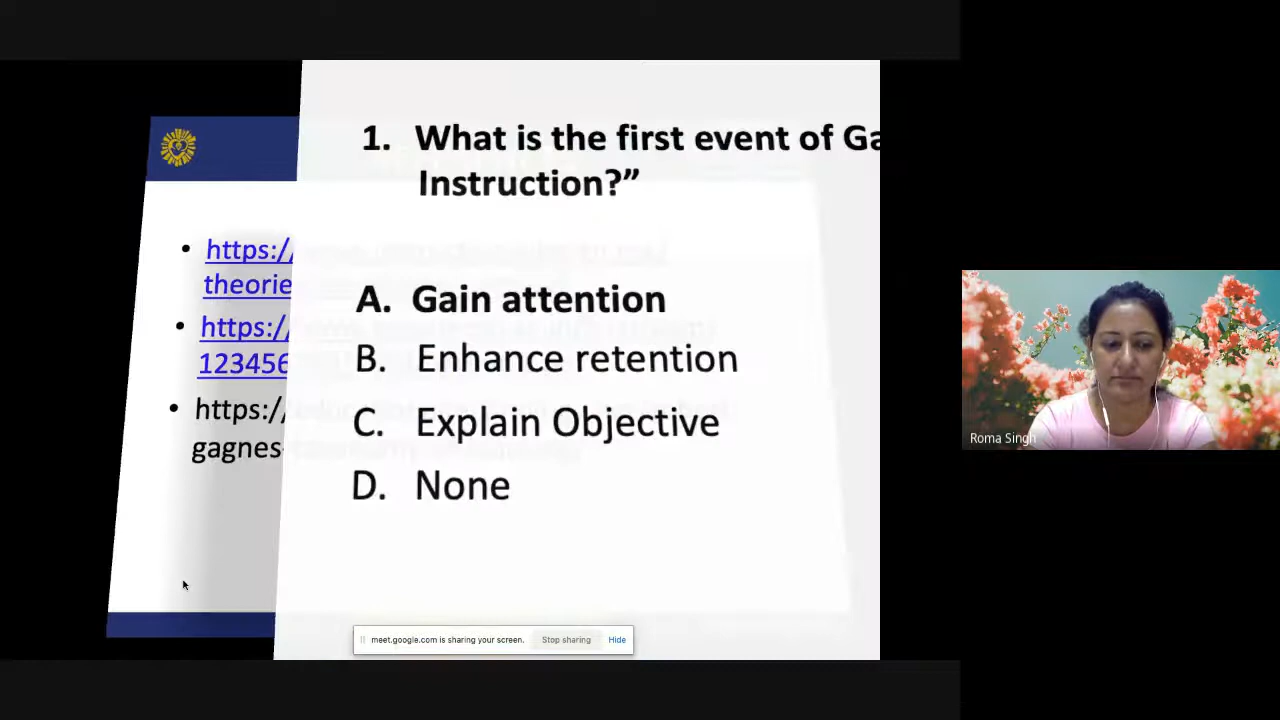 1. What is the first event of Ga
Instruction?”
A. Gain attention
B. Enhance retention
C. Explain Objective
D. None
• https://
theorie
• https://
123456
• https://
gagnes
meet.google.com is sharing your screen. Stop sharing Hide
Roma Singh